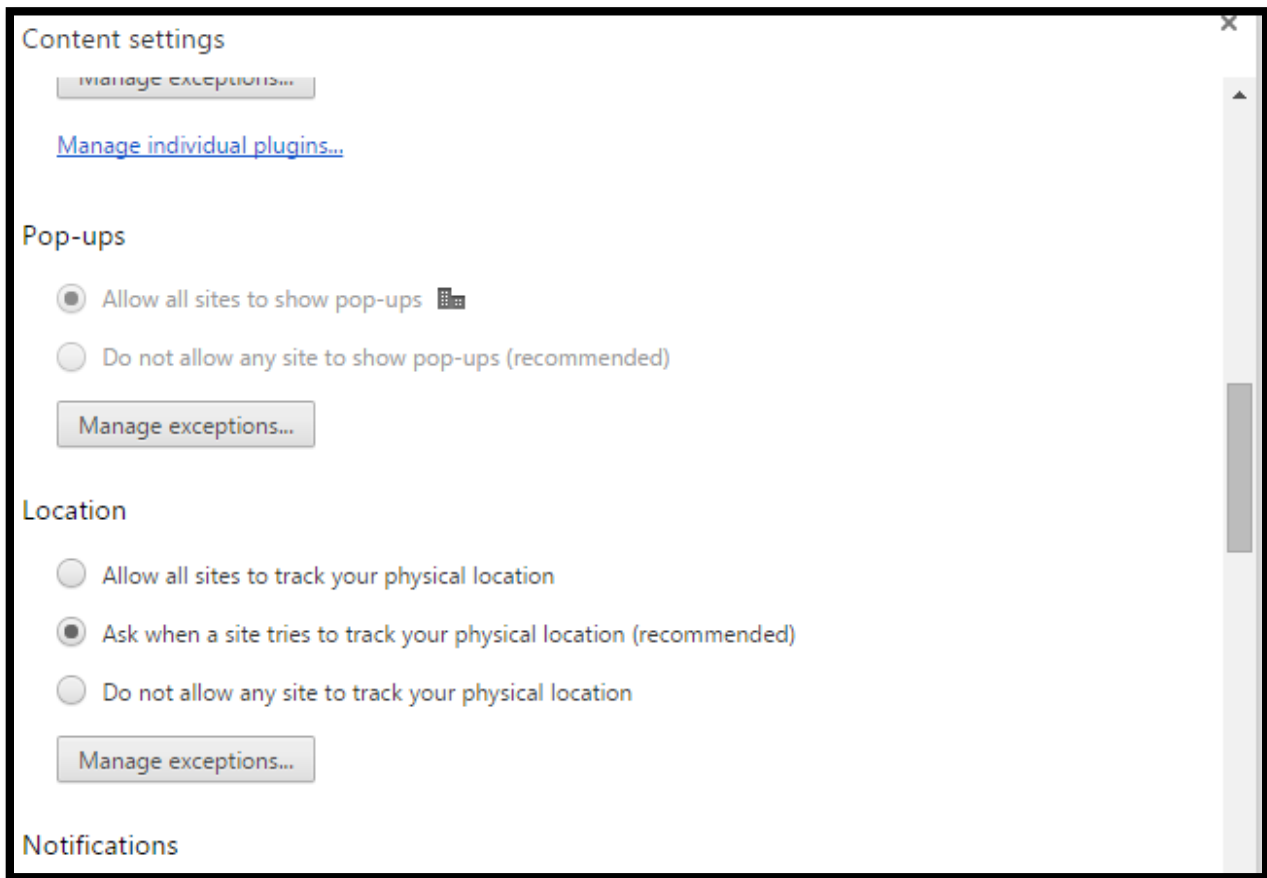 Content settings
Manage exceptions...
Manage individual plugins...
Pop-ups
Allow all sites to show pop-ups
Do not allow any site to show pop-ups (recommended)
Manage exceptions...
Location
Allow all sites to track your physical location
Ask when a site tries to track your physical location (recommended)
Do not allow any site to track your physical location
Manage exceptions...
Notifications